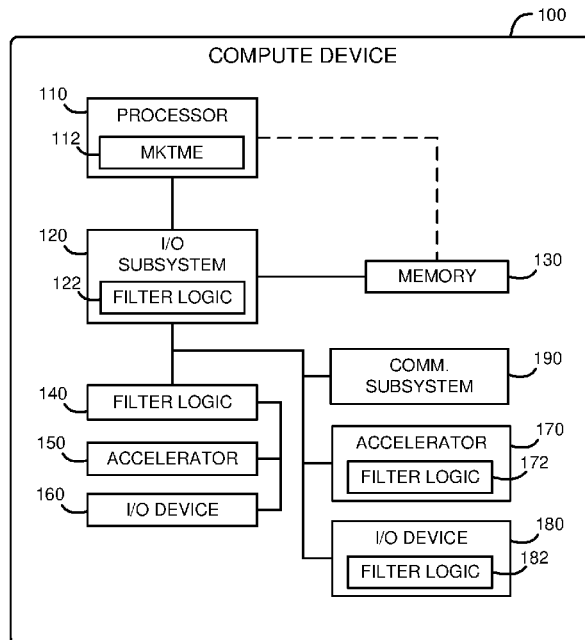 100
COMPUTE DEVICE
110
PROCESSOR
112
MKTME
120
I/O
SUBSYSTEM
122
FILTER LOGIC
MEMORY
130
140
FILTER LOGIC
150
ACCELERATOR
160
I/O DEVICE
COMM.
SUBSYSTEM
190
ACCELERATOR
170
FILTER LOGIC
172
I/O DEVICE
180
FILTER LOGIC
182